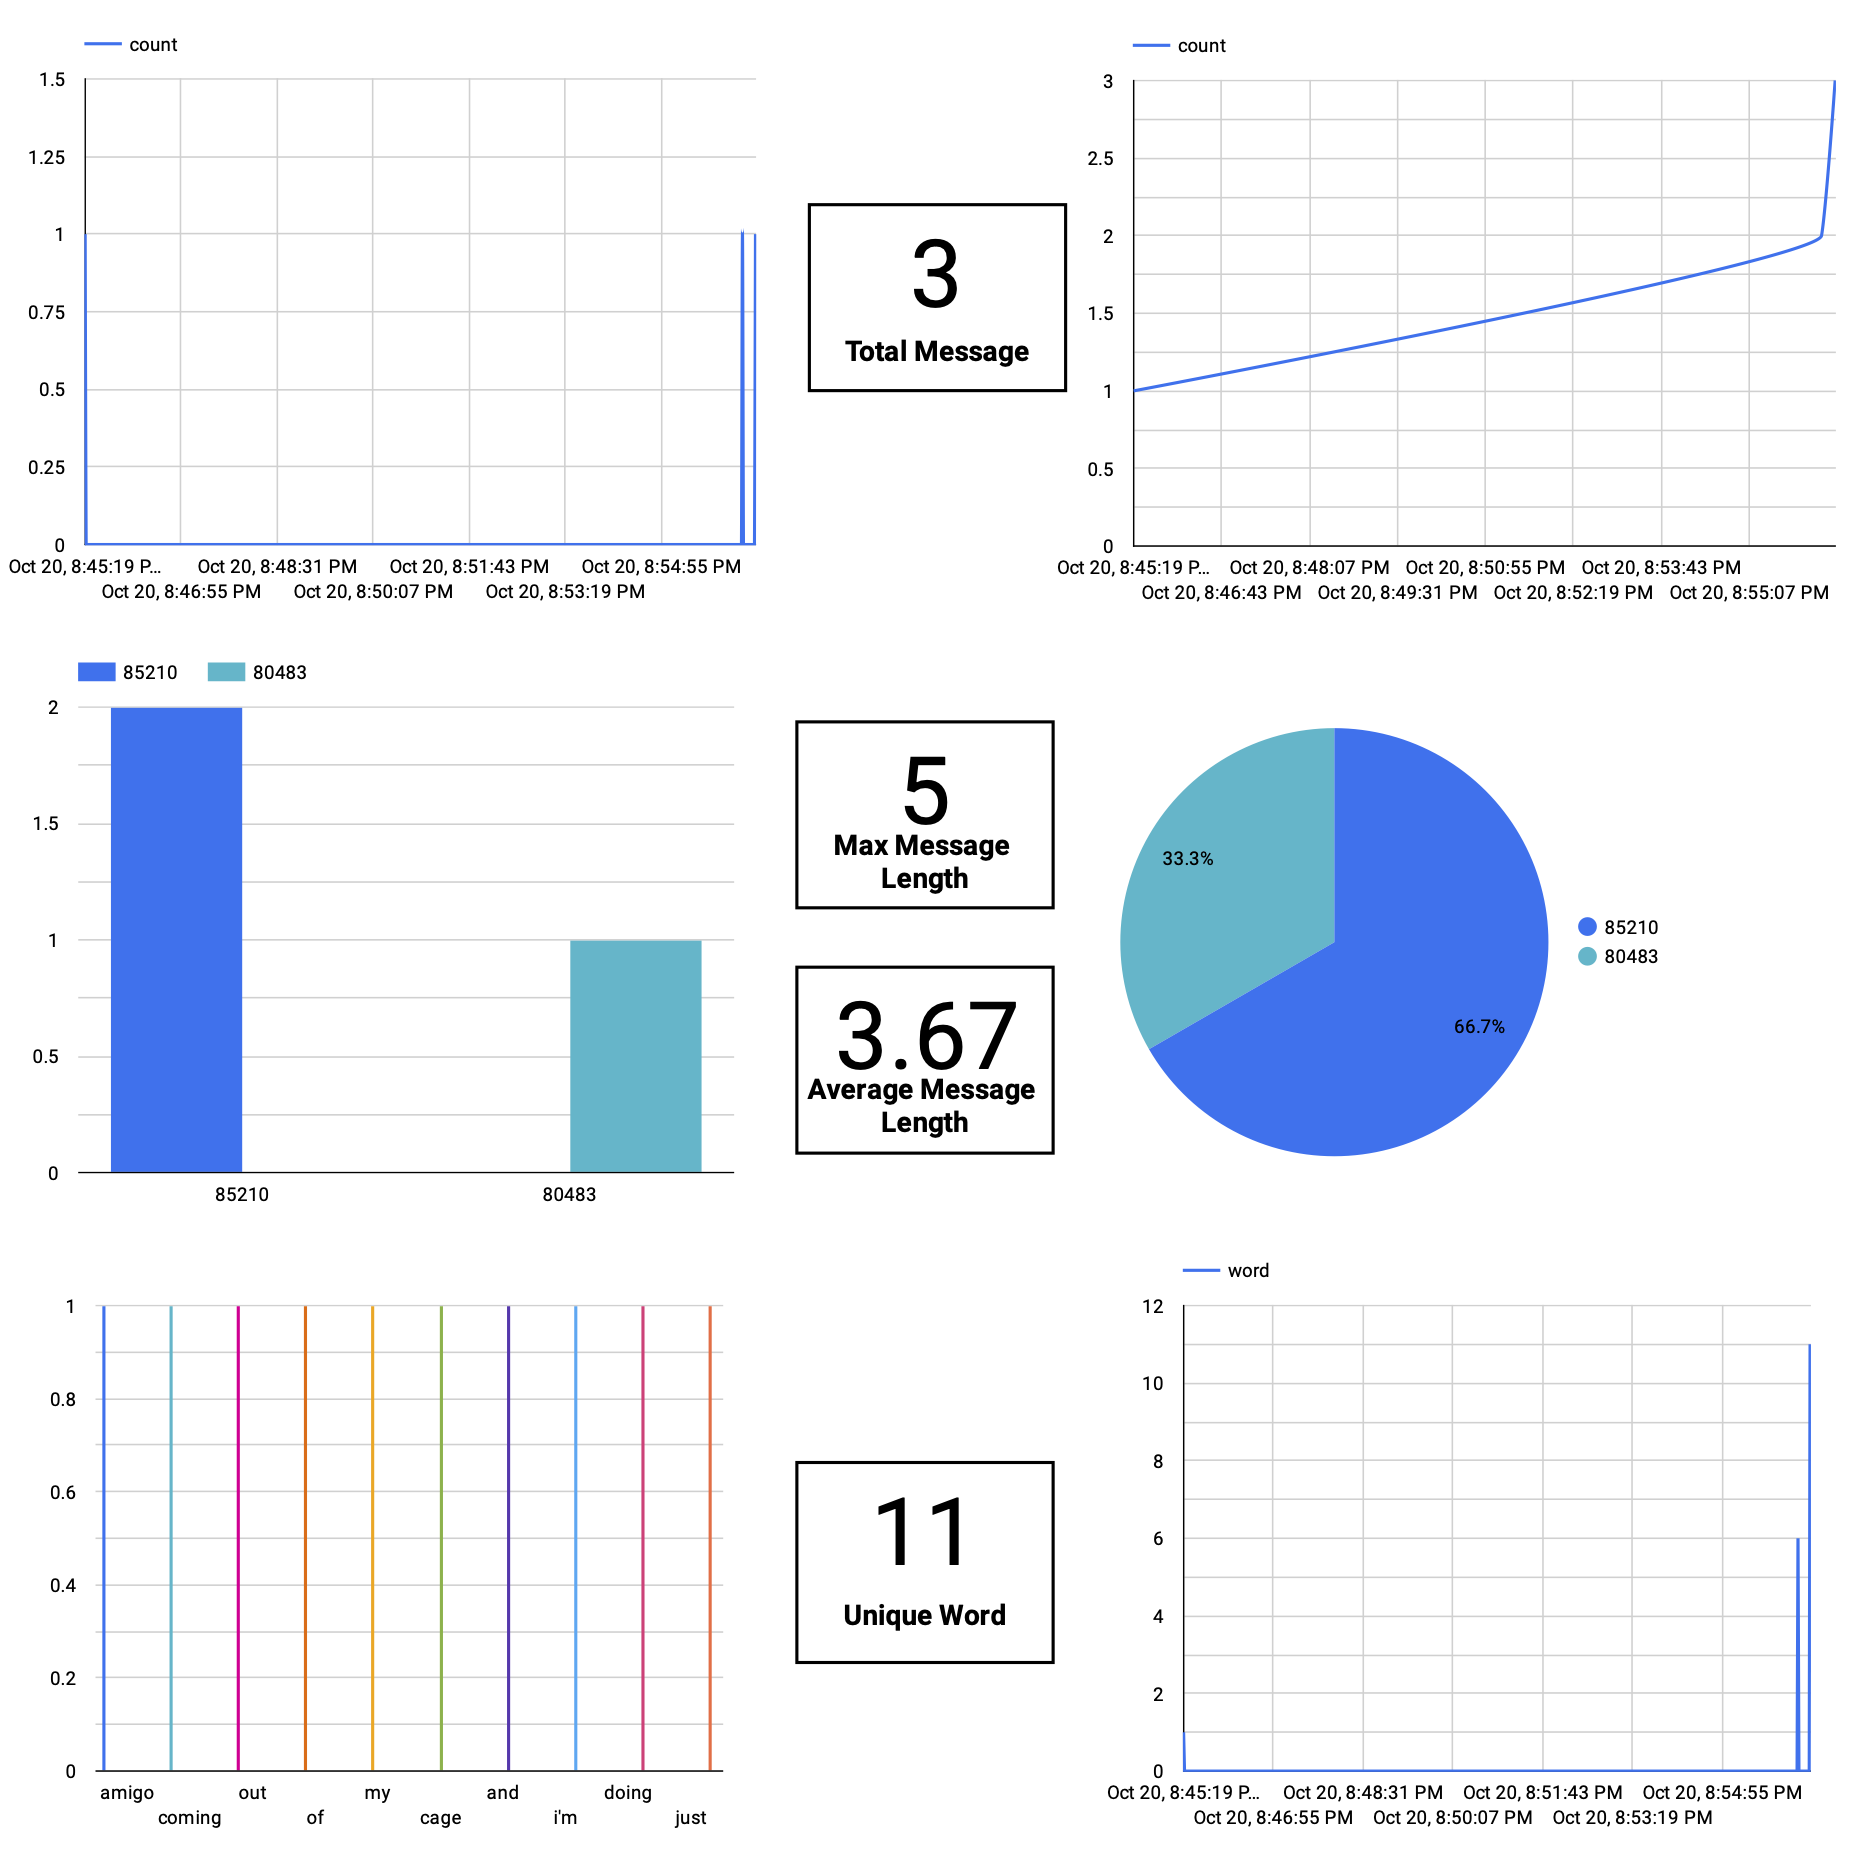 count
1.5
1.25
1
0.75
0.5
0.25
0
Oct 20, 8:45:19 P...
Oct 20, 8:48:31 PM
Oct 20, 8:51:43 PM
Oct 20, 8:54:55 PM
Oct 20, 8:46:55 PM
Oct 20, 8:50:07 PM
Oct 20, 8:53:19 PM
3
Total Message
count
3
2.5
2
1.5
1
0.5
0
Oct 20, 8:45:19 P...
Oct 20, 8:48:07 PM
Oct 20, 8:50:55 PM
Oct 20, 8:53:43 PM
Oct 20, 8:46:43 PM
Oct 20, 8:49:31 PM
Oct 20, 8:52:19 PM
Oct 20, 8:55:07 PM
85210
80483
2
1.5
1
0.5
0
85210
80483
5
Max Message
Length
3.67
Average Message
Length
33.3%
66.7%
85210
80483
1
0.8
0.6
0.4
0.2
0
amigo
out
my
and
doing
coming
of
cage
i'm
just
11
Unique Word
word
12
10
8
6
4
2
0
Oct 20, 8:45:19 P...
Oct 20, 8:48:31 PM
Oct 20, 8:51:43 PM
Oct 20, 8:54:55 PM
Oct 20, 8:46:55 PM
Oct 20, 8:50:07 PM
Oct 20, 8:53:19 PM